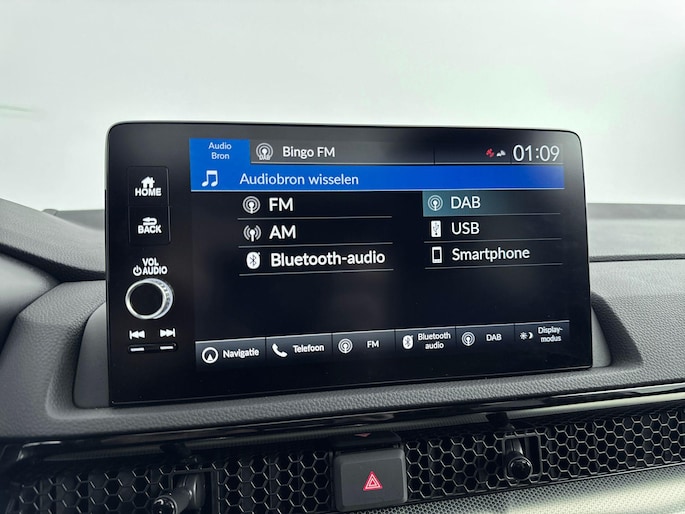 Audio
Bron
DAB
Bingo FM
01:09
Audiobron wisselen
HOME
BACK
VOL
AUDIO
FM
DAB
AM
USB
Bluetooth-audio
Smartphone
Navigatie
Telefoon
FM
Bluetooth
audio
DAB
Display-
modus